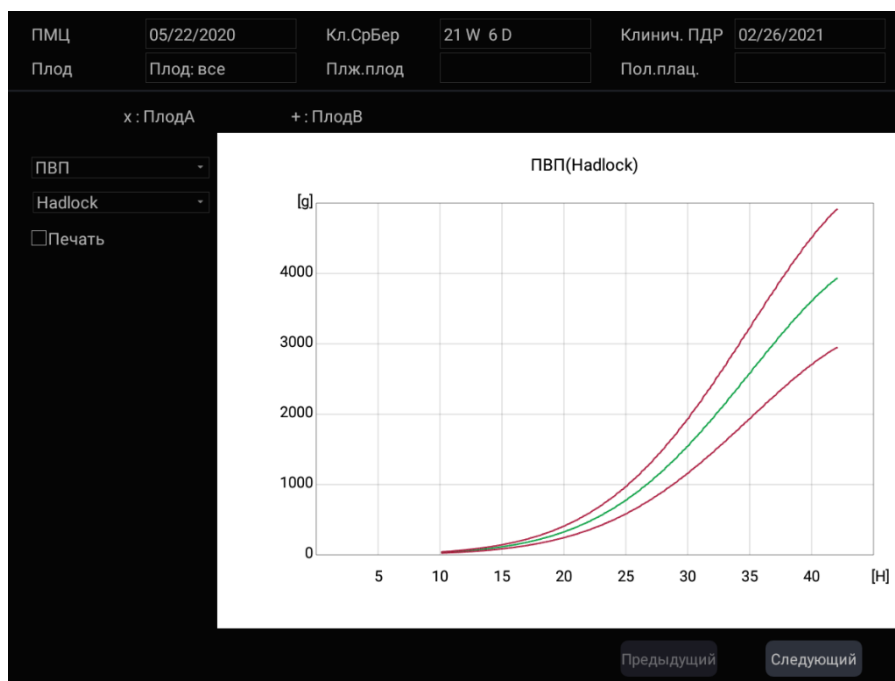 ПМЦ 05/22/2020 Кл.СрБер 21 W 6 D Клинич. ПДР 02/26/2021
Плод Плод: все Плж.плод Пол.плац.
x : ПлодA + : ПлодB
ПВП
Hadlock
Печать
ПВП(Hadlock)
[g]
4000
3000
2000
1000
0
5 10 15 20 25 30 35 40 [Н]
Предыдущий Следующий